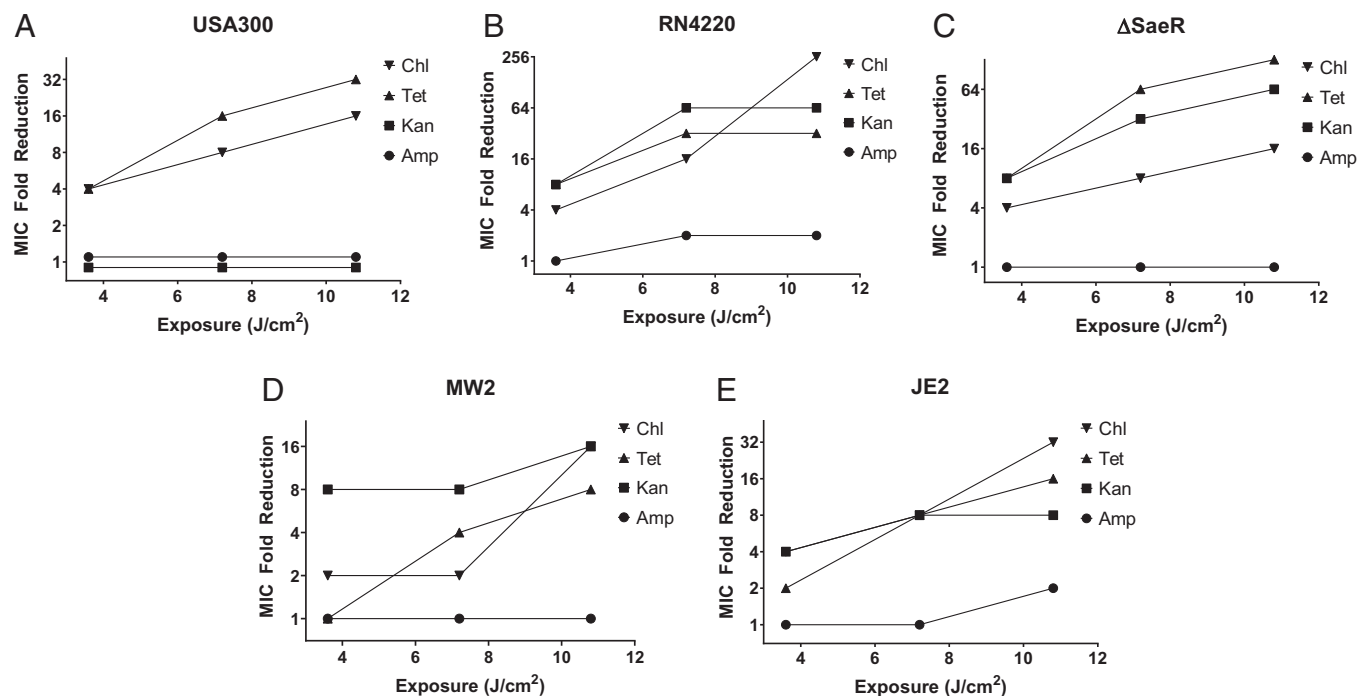 A
USA300
MIC Fold Reduction
32
16
8
4
2
1
4 6 8 10 12
Exposure (J/cm²)
Chl
Tet
Kan
Amp
B
RN4220
MIC Fold Reduction
256
64
16
4
1
4 6 8 10 12
Exposure (J/cm²)
Chl
Tet
Kan
Amp
C
ΔSaeR
MIC Fold Reduction
64
16
4
1
4 6 8 10 12
Exposure (J/cm²)
Chl
Tet
Kan
Amp
D
MW2
MIC Fold Reduction
16
8
4
2
1
4 6 8 10 12
Exposure (J/cm²)
Chl
Tet
Kan
Amp
E
JE2
MIC Fold Reduction
32
16
8
4
2
1
4 6 8 10 12
Exposure (J/cm²)
Chl
Tet
Kan
Amp